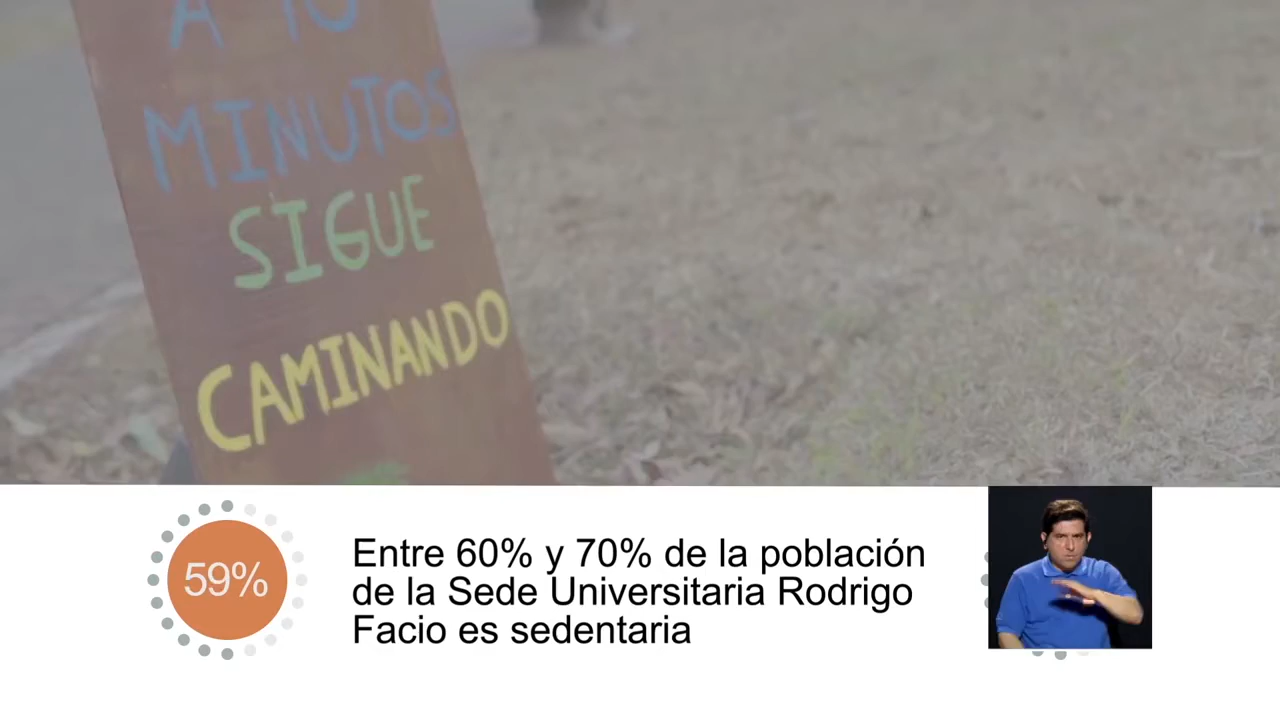 A 10
MINUTOS
SIGUE
CAMINANDO
59%
Entre 60% y 70% de la población
de la Sede Universitaria Rodrigo
Facio es sedentaria